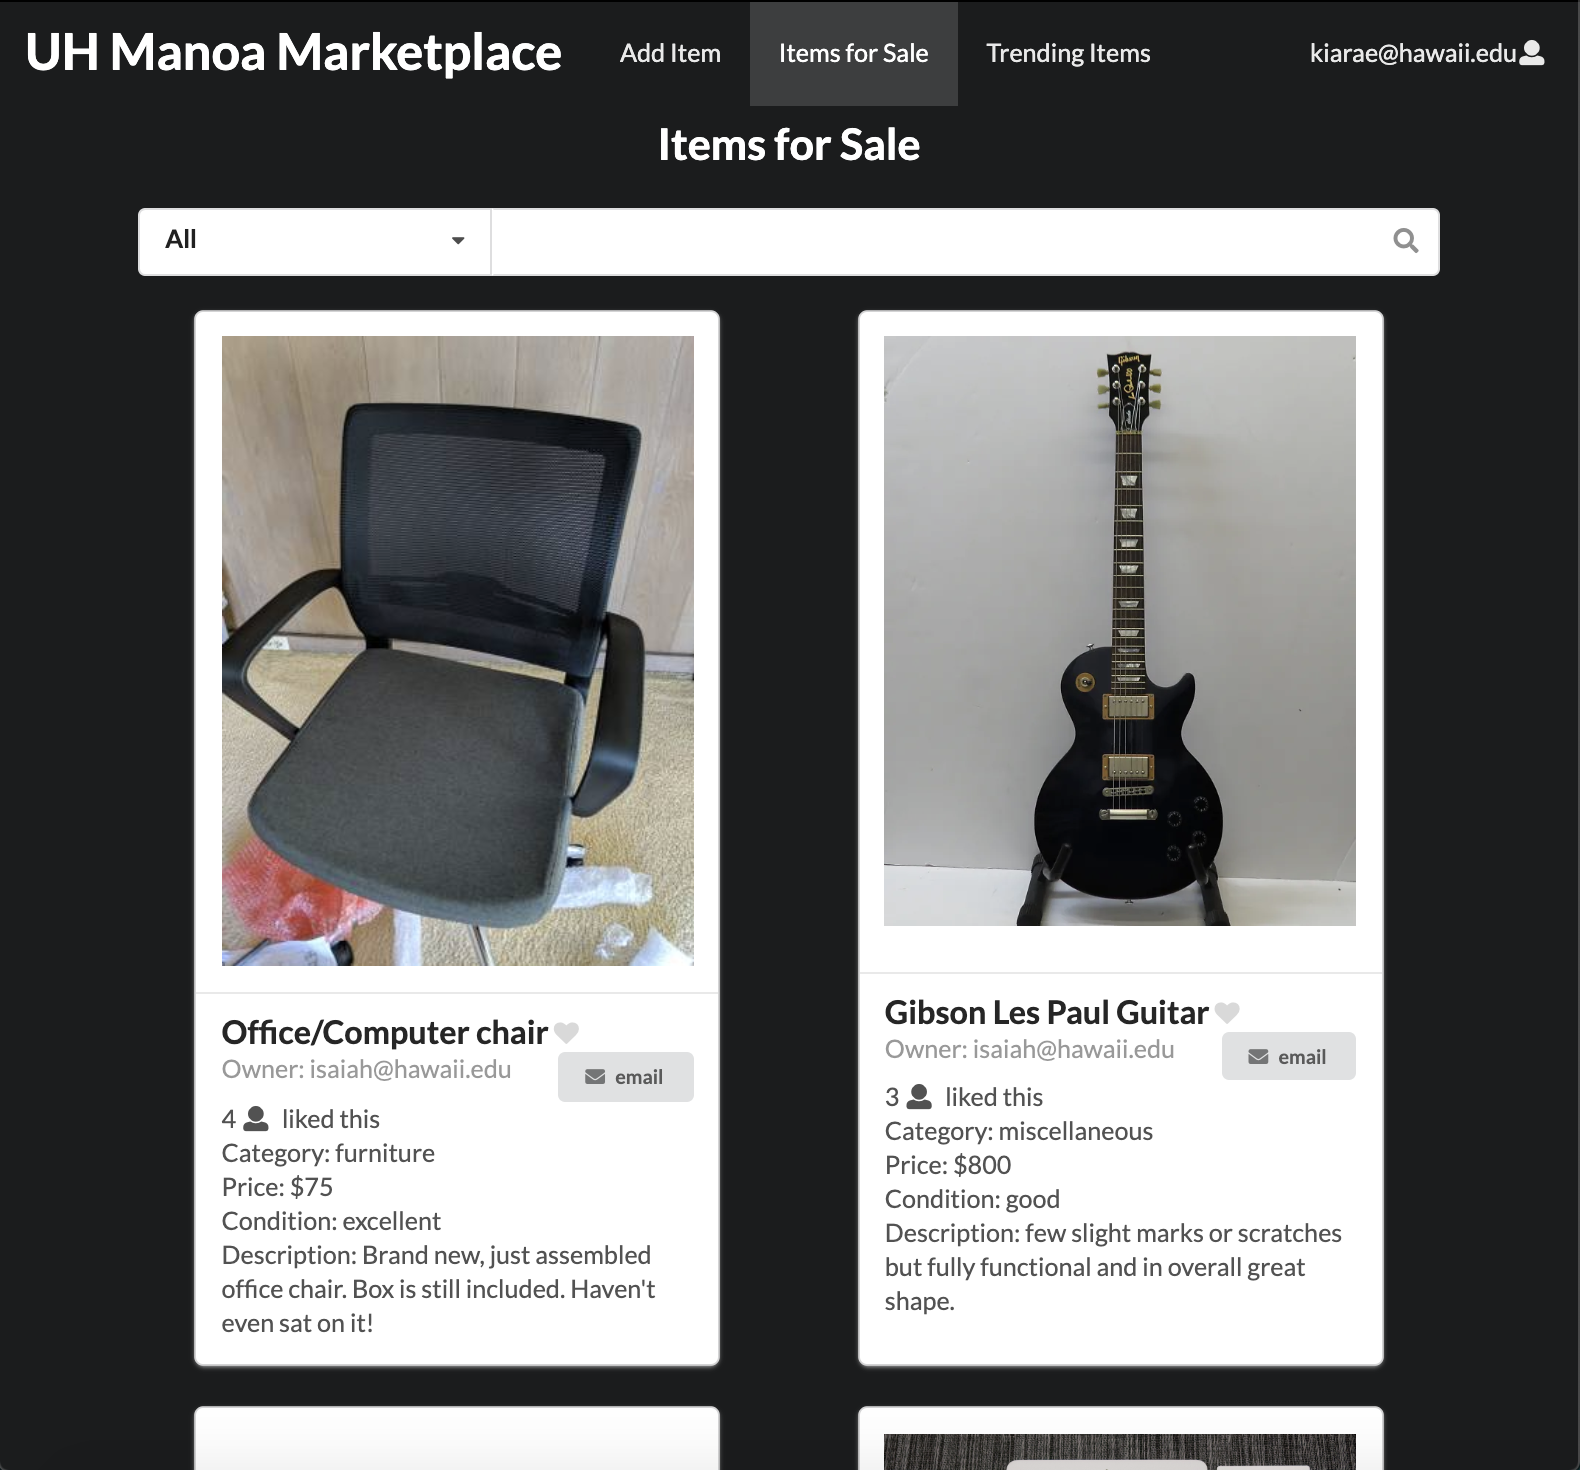 UH Manoa Marketplace Add Item Items for Sale Trending Items kiarae@hawaii.edu
Items for Sale
All
Gibson
Office/Computer chair
Owner: isaiah@hawaii.edu
email
4 liked this
Category: furniture
Price: $75
Condition: excellent
Description: Brand new, just assembled
office chair. Box is still included. Haven't
even sat on it!
Gibson Les Paul Guitar
Owner: isaiah@hawaii.edu
email
3 liked this
Category: miscellaneous
Price: $800
Condition: good
Description: few slight marks or scratches
but fully functional and in overall great
shape.